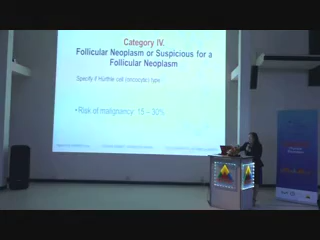 Category IV.
Follicular Neoplasm or Suspicious for a
Follicular Neoplasm
Specify if Hurthle cell (oncocytic) type
• Risk of malignancy: 15 – 30%